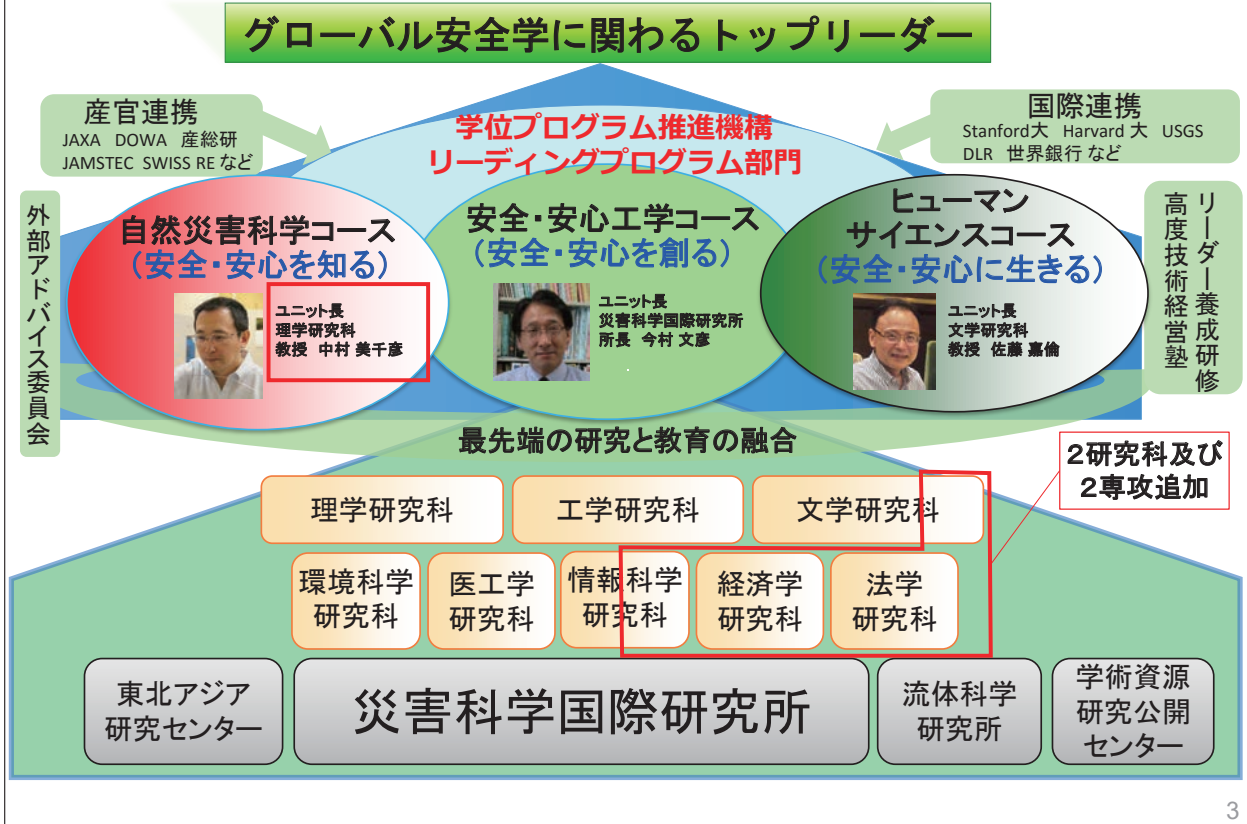 グローバル安全学に関わるトップリーダー
産官連携
JAXA DOWA 産総研
JAMSTEC SWISS RE など
国際連携
Stanford大 Harvard 大 USGS
DLR 世界銀行 など
学位プログラム推進機構
リーディングプログラム部門
外部アドバイス委員会
自然災害科学コース
（安全・安心を知る）
ユニット長
理学研究科
教授 中村 美千彦
安全・安心工学コース
（安全・安心を創る）
ユニット長
災害科学国際研究所
所長 今村 文彦
ヒューマン
サイエンスコース
（安全・安心に生きる）
ユニット長
文学研究科
教授 佐藤 嘉倫
リーダー養成研修
高度技術経営塾
最先端の研究と教育の融合
2研究科及び
2専攻追加
理学研究科
工学研究科
文学研究科
環境科学
研究科
医工学
研究科
情報科学
研究科
経済学
研究科
法学
研究科
東北アジア
研究センター
災害科学国際研究所
流体科学
研究所
学術資源
研究公開
センター
3